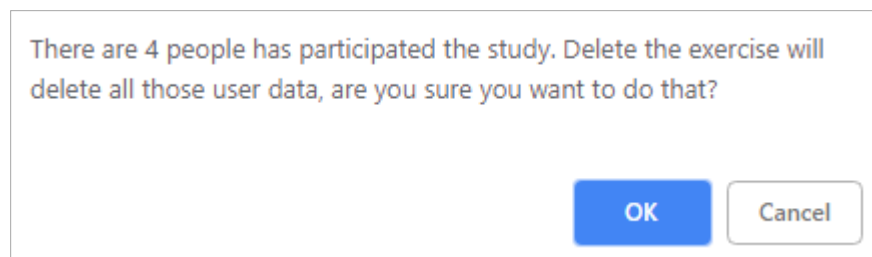 There are 4 people has participated the study. Delete the exercise will
delete all those user data, are you sure you want to do that?
OK
Cancel